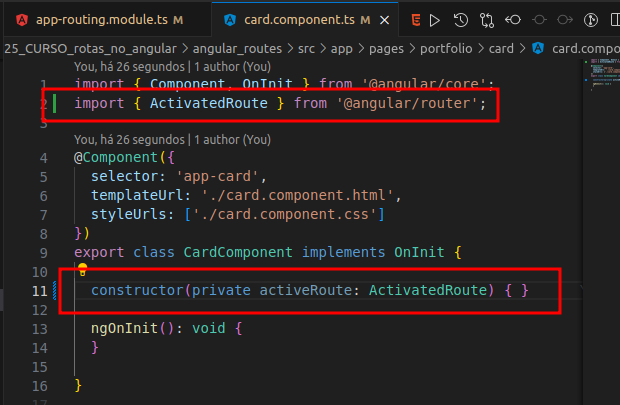 app-routing.module.ts M
card.component.ts M
25_CURSO_rotas_no_angular > angular_routes > src > app > pages > portfolio > card > card.compo
You, há 26 segundos | 1 author (You)
1 import { Component, OnInit } from '@angular/core';
2 import { ActivatedRoute } from '@angular/router';
3
You, há 26 segundos | 1 author (You)
4 @Component({
5 selector: 'app-card',
6 templateUrl: './card.component.html',
7 styleUrls: ['./card.component.css']
8 })
9 export class CardComponent implements OnInit {
10
11 constructor(private activeRoute: ActivatedRoute) { }
12
13 ngOnInit(): void {
14 }
15
16 }